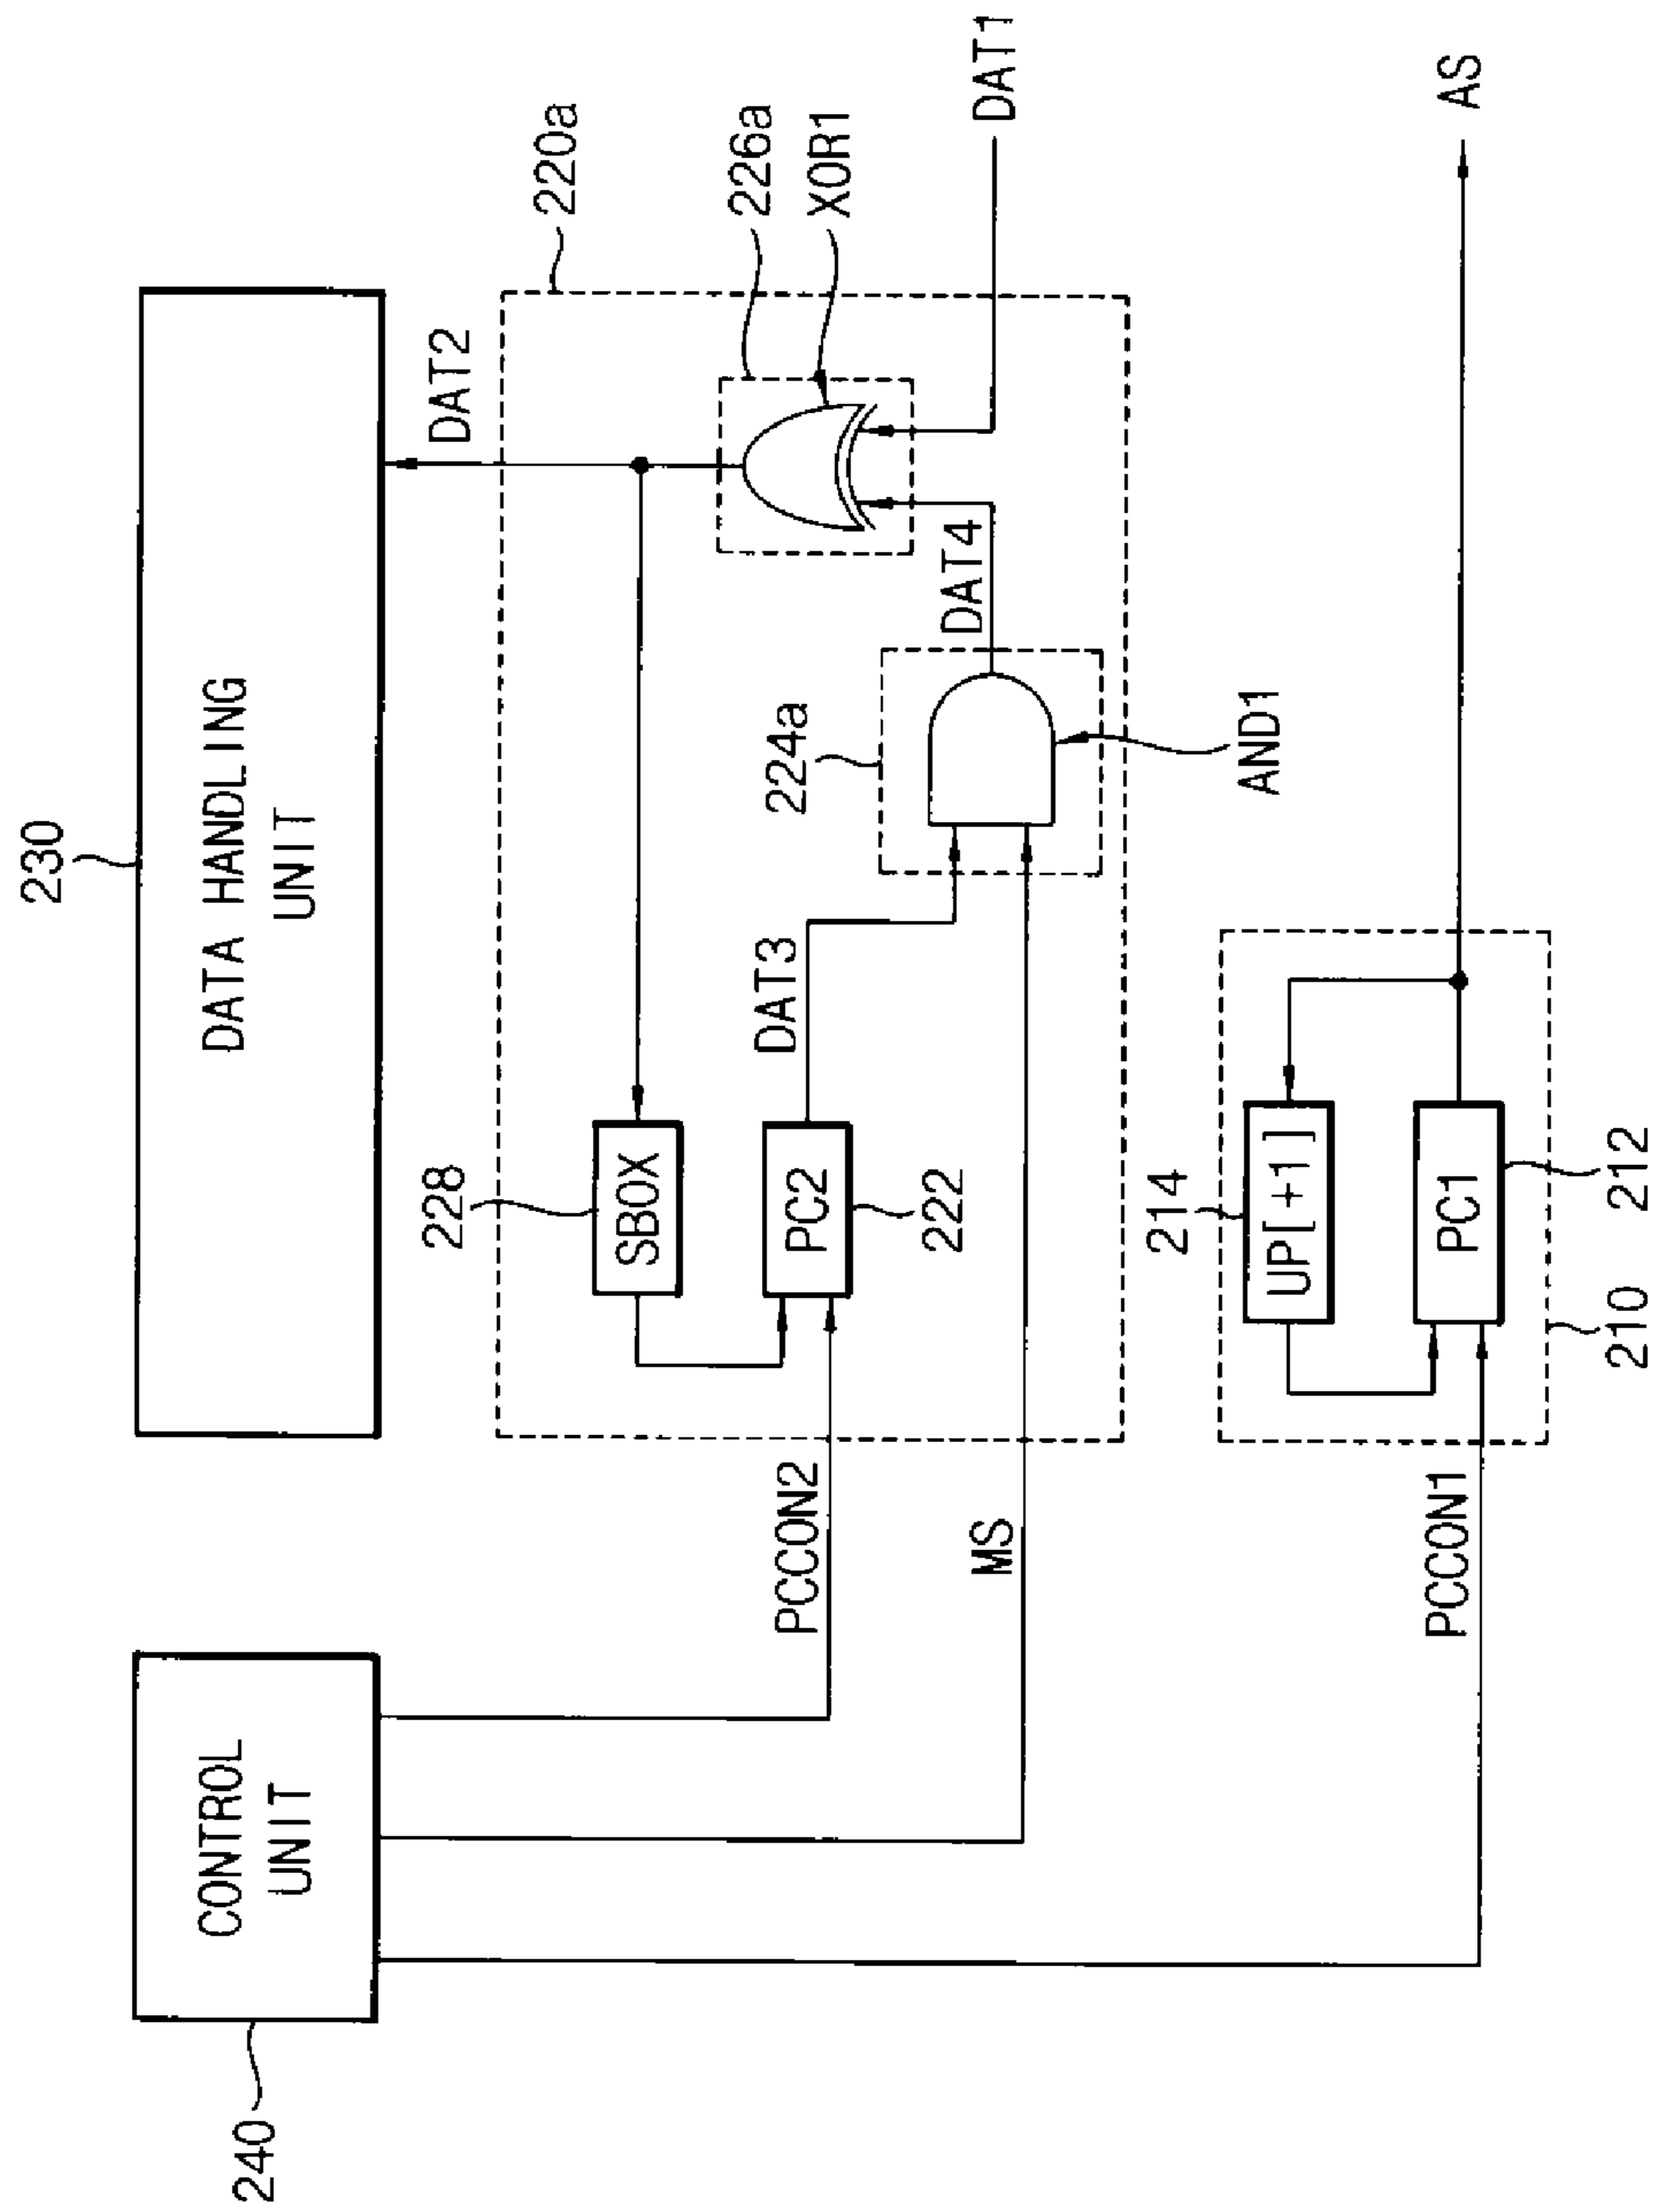 230
DATA HANDLING
UNIT
DAT2
220a
226a
XOR1
DAT1
228
SBOX
DAT3
PC2
222
224a
DAT4
AND1
240
CONTROL
UNIT
PCCON2
MS
PCCON1
214
UP[+1]
PC1
212
210
AS